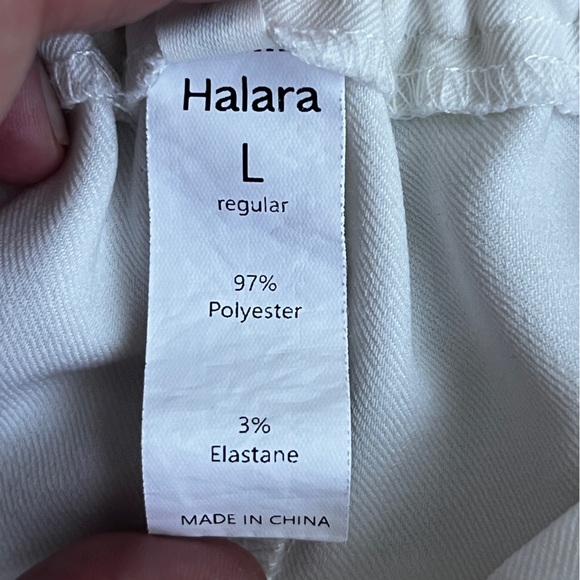 Halara
L
regular
97%
Polyester
3%
Elastane
MADE IN CHINA